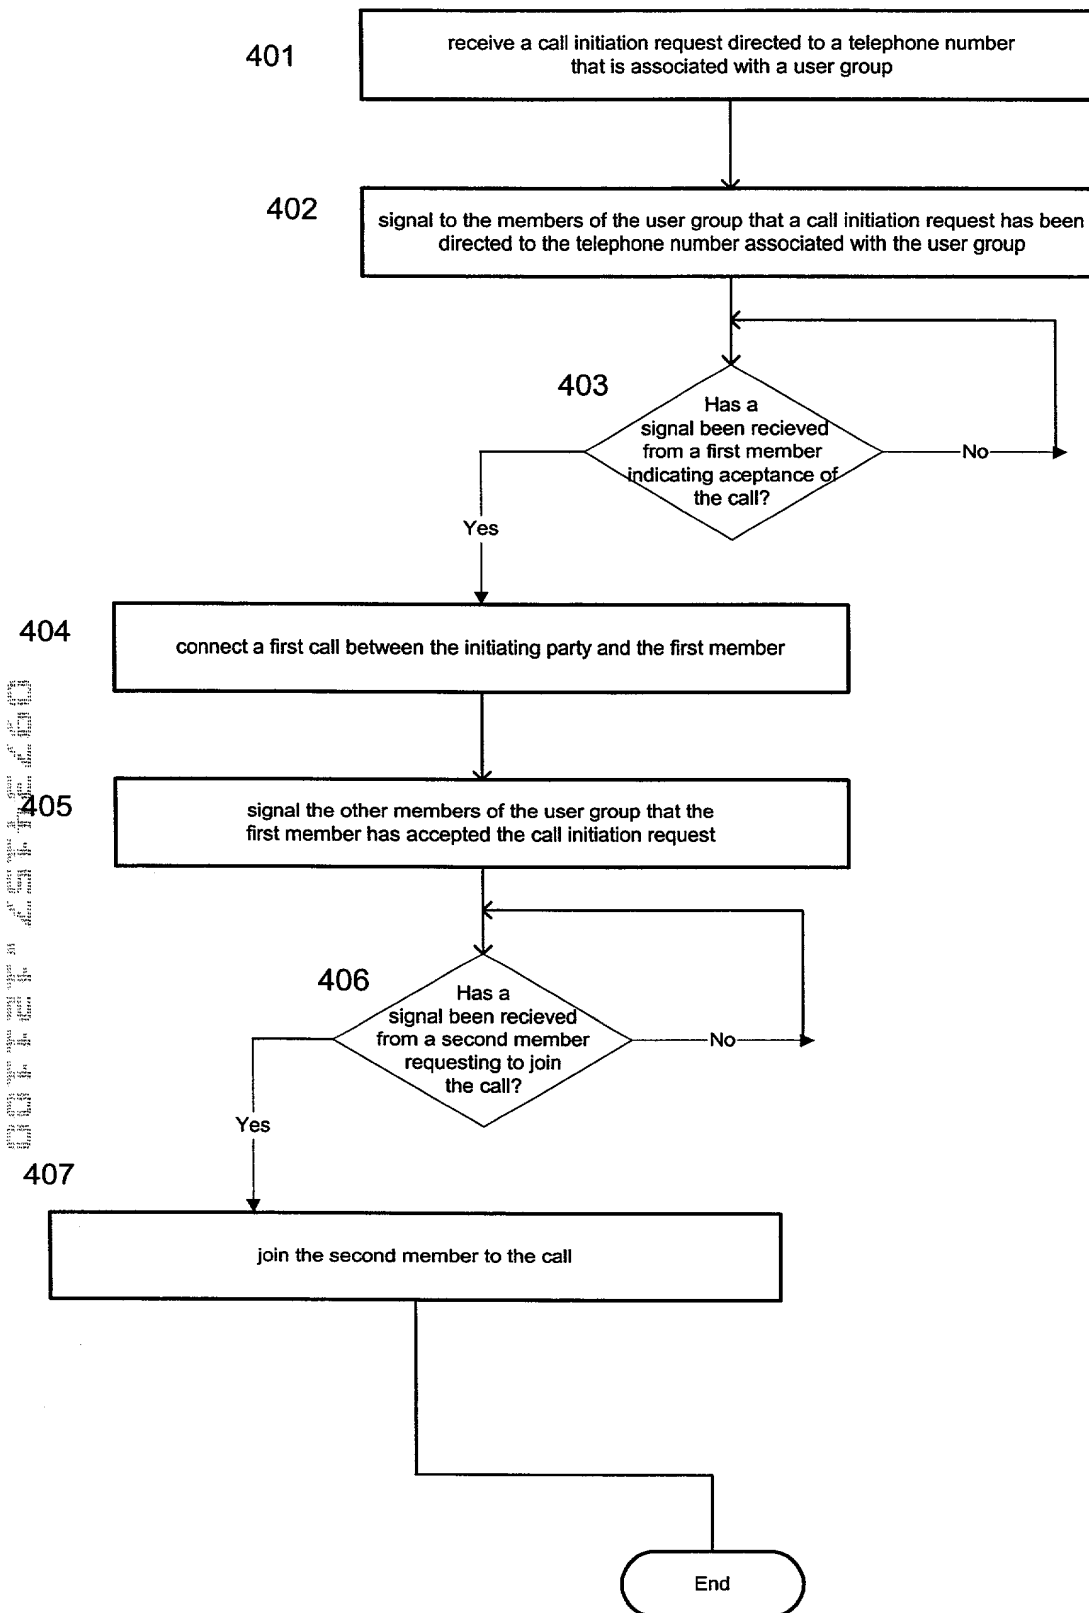 401
receive a call initiation request directed to a telephone number
that is associated with a user group
402
signal to the members of the user group that a call initiation request has been
directed to the telephone number associated with the user group
403
Has a
signal been recieved
from a first member
indicating aceptance of
the call?
No
Yes
404
connect a first call between the initiating party and the first member
405
signal the other members of the user group that the
first member has accepted the call initiation request
406
Has a
signal been recieved
from a second member
requesting to join
the call?
No
Yes
407
join the second member to the call
End